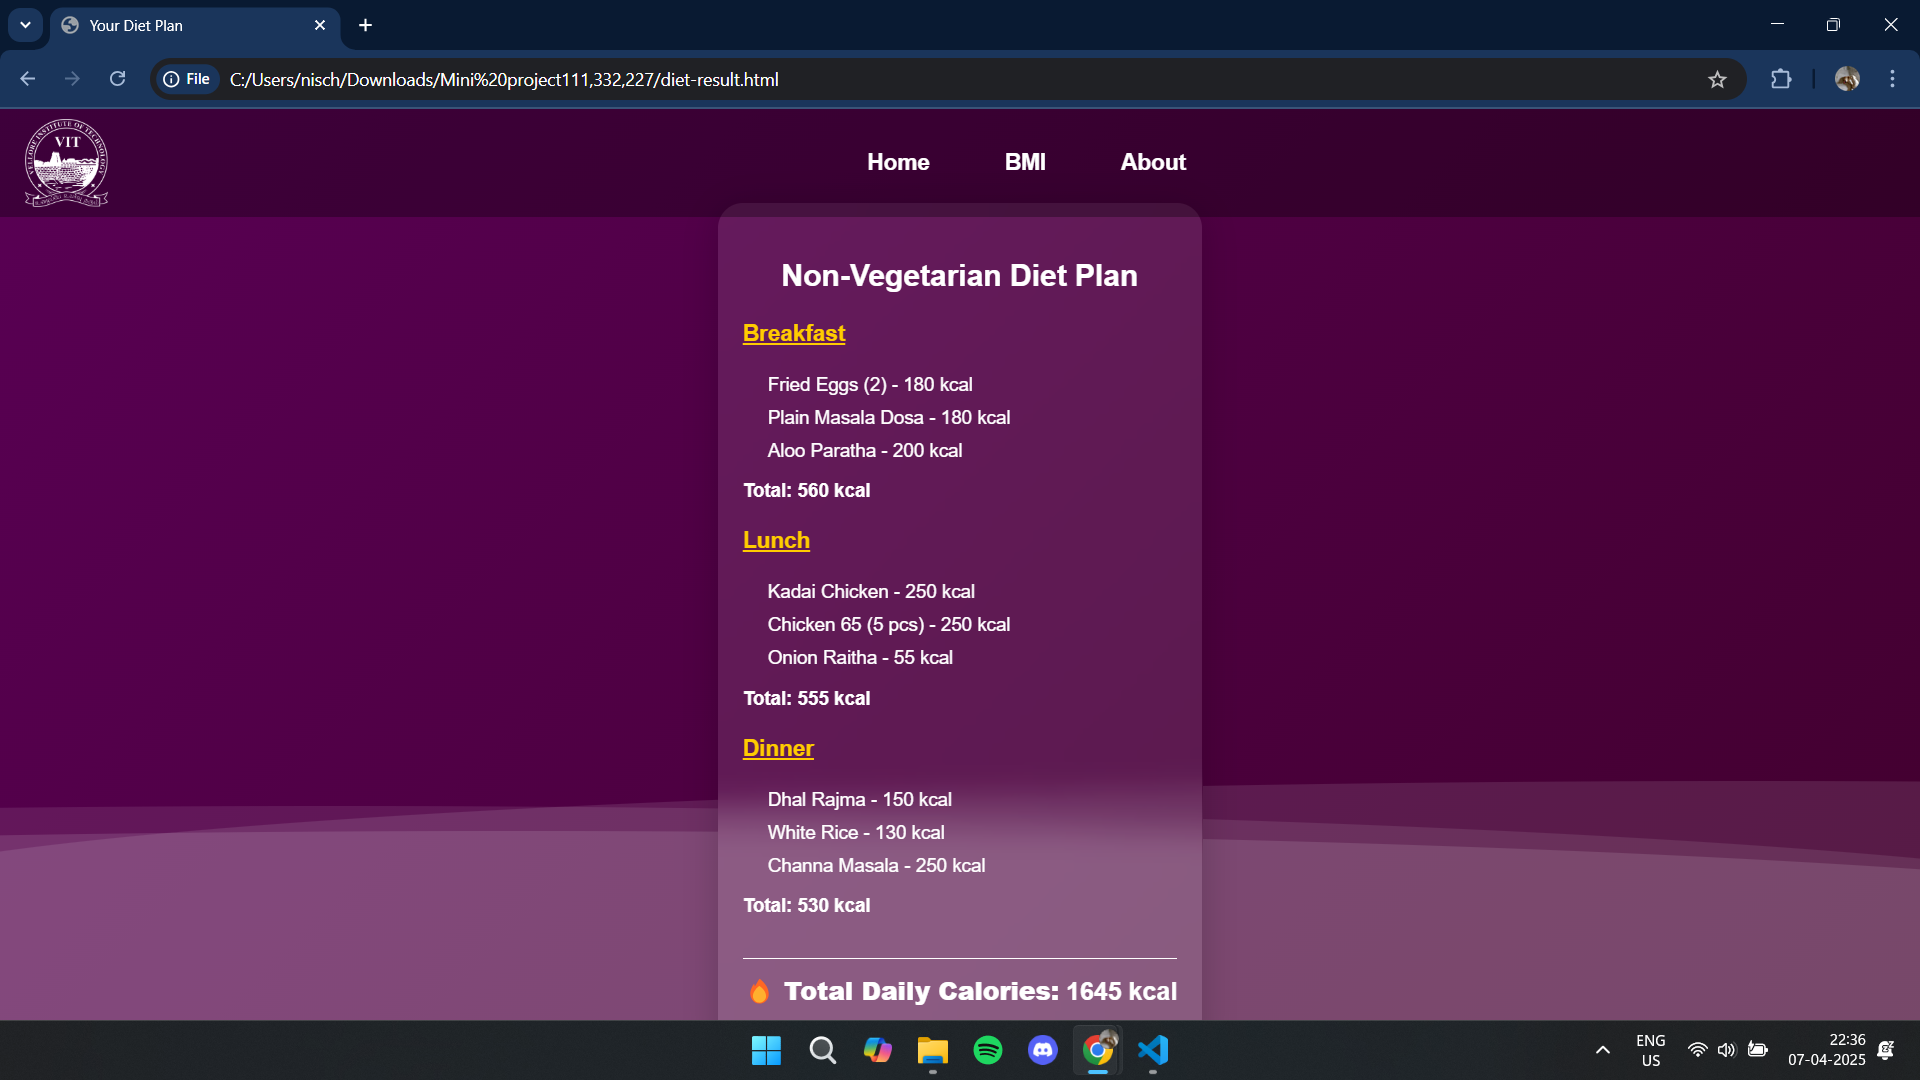 Your Diet Plan
File
C:/Users/nisch/Downloads/Mini%20project111,332,227/diet-result.html
VELLORE INSTITUTE OF TECHNOLOGY
VIT
Home BMI About
Non-Vegetarian Diet Plan
Breakfast
Fried Eggs (2) - 180 kcal
Plain Masala Dosa - 180 kcal
Aloo Paratha - 200 kcal
Total: 560 kcal
Lunch
Kadai Chicken - 250 kcal
Chicken 65 (5 pcs) - 250 kcal
Onion Raitha - 55 kcal
Total: 555 kcal
Dinner
Dhal Rajma - 150 kcal
White Rice - 130 kcal
Channa Masala - 250 kcal
Total: 530 kcal
🔥 Total Daily Calories: 1645 kcal
ENG
US
22:36
07-04-2025